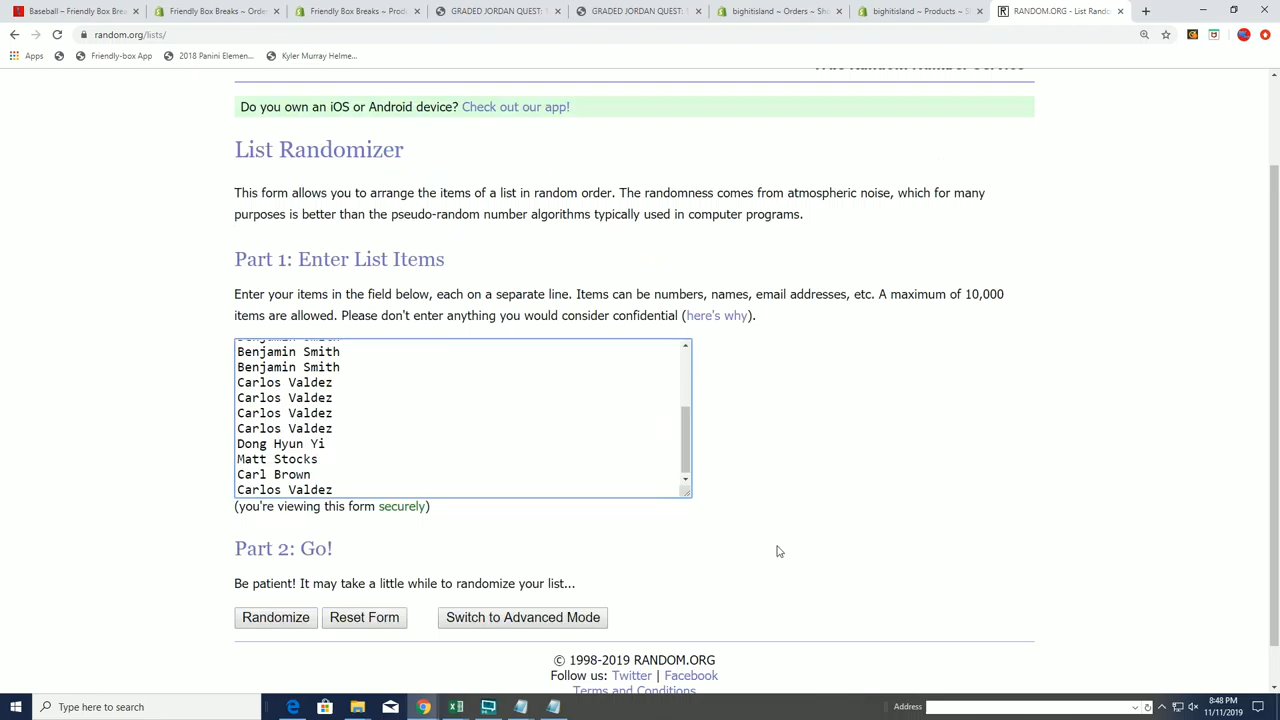 Baseball – Friendly Box Brea
Friendly Box Breaks ~ Orde
Friendly Box Breaks ~ Produ
GRADED JORDAN QUEST:
GRADED JORDAN QUEST:
bighitisland ~ Orders ~ Sho
bighitisland ~ Products ~ S
RANDOM.ORG - List Rando
random.org/lists/
Apps
Friendly-box App
2018 Panini Elemen...
Kyler Murray Helme...
Do you own an iOS or Android device? Check out our app!
List Randomizer
This form allows you to arrange the items of a list in random order. The randomness comes from atmospheric noise, which for many
purposes is better than the pseudo-random number algorithms typically used in computer programs.
Part 1: Enter List Items
Enter your items in the field below, each on a separate line. Items can be numbers, names, email addresses, etc. A maximum of 10,000
items are allowed. Please don't enter anything you would consider confidential (here's why).
Benjamin Smith
Benjamin Smith
Carlos Valdez
Carlos Valdez
Carlos Valdez
Carlos Valdez
Dong Hyun Yi
Matt Stocks
Carl Brown
Carlos Valdez
(you're viewing this form securely)
Part 2: Go!
Be patient! It may take a little while to randomize your list...
Randomize
Reset Form
Switch to Advanced Mode
© 1998-2019 RANDOM.ORG
Follow us: Twitter | Facebook
Terms and Conditions
Type here to search
Address
8:48 PM
11/11/2019